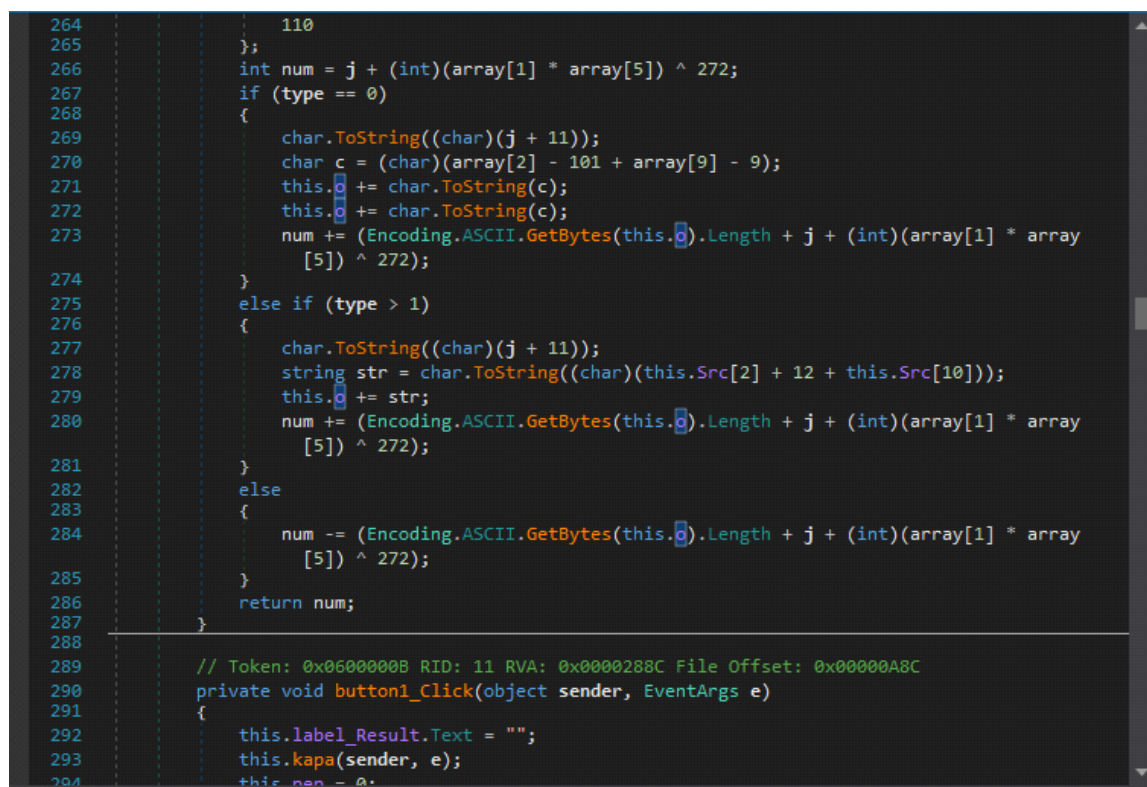 264 110
265 };
266 int num = j + (int)(array[1] * array[5]) ^ 272;
267 if (type == 0)
268 {
269 char.ToString((char)(j + 11));
270 char c = (char)(array[2] - 101 + array[9] - 9);
271 this.o += char.ToString(c);
272 this.o += char.ToString(c);
273 num += (Encoding.ASCII.GetBytes(this.o).Length + j + (int)(array[1] * array
[5]) ^ 272);
274 }
275 else if (type > 1)
276 {
277 char.ToString((char)(j + 11));
278 string str = char.ToString((char)(this.Src[2] + 12 + this.Src[10]));
279 this.o += str;
280 num += (Encoding.ASCII.GetBytes(this.o).Length + j + (int)(array[1] * array
[5]) ^ 272);
281 }
282 else
283 {
284 num -= (Encoding.ASCII.GetBytes(this.o).Length + j + (int)(array[1] * array
[5]) ^ 272);
285 }
286 return num;
287 }
288
289 // Token: 0x0600000B RID: 11 RVA: 0x0000288C File Offset: 0x00000A8C
290 private void button1_Click(object sender, EventArgs e)
291 {
292 this.label_Result.Text = "";
293 this.kapa(sender, e);
294 this.pep = 0;